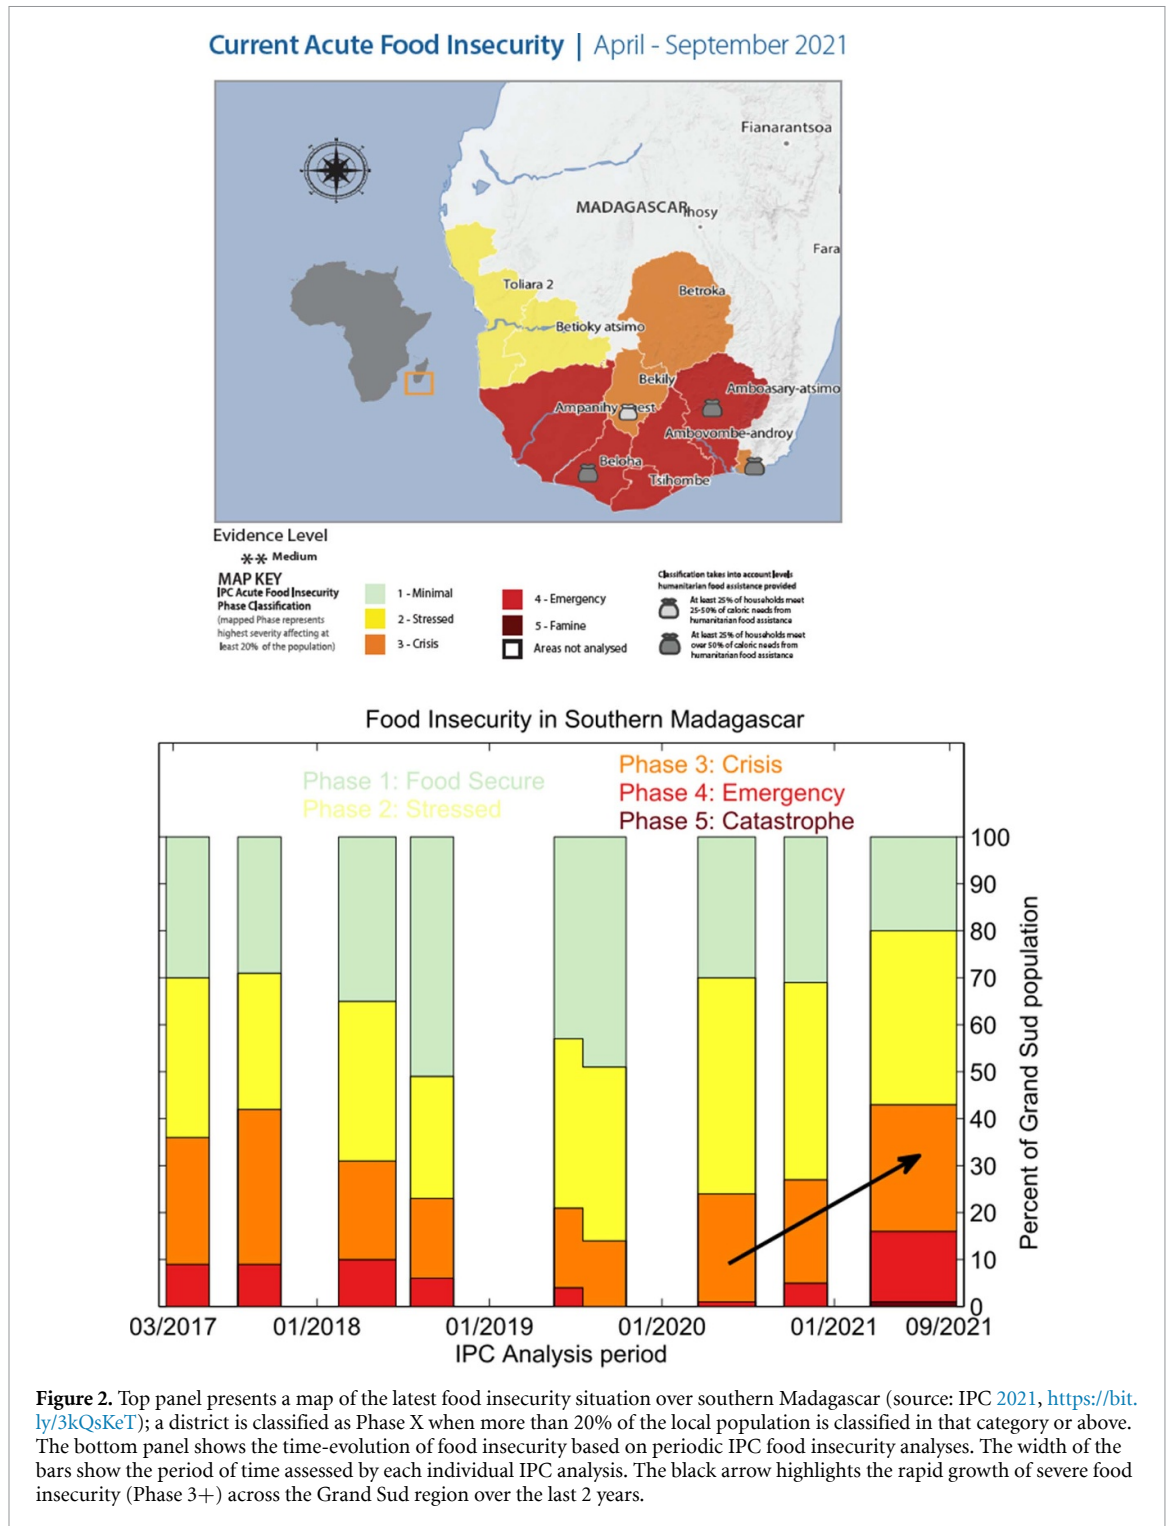 Current Acute Food Insecurity | April - September 2021
Fianarantsoa
MADAGASCAR
Ihosy
Fara
Toliara 2
Betroka
Betioky atsimo
Bekily
Amboasary-atsimo
Ampanihy est
Ambovombe-androy
Beloha
Tsihombe
Evidence Level
** Medium
MAP KEY
IPC Acute Food Insecurity
Phase Classification
(mapped Phase represents
highest severity affecting at
least 20% of the population)
1 - Minimal
2 - Stressed
3 - Crisis
4 - Emergency
5 - Famine
Areas not analysed
Classification takes into account levels
humanitarian food assistance provided
At least 25% of households meet
25-50% of caloric needs from
humanitarian food assistance
At least 25% of households meet
over 50% of caloric needs from
humanitarian food assistance
Food Insecurity in Southern Madagascar
Phase 1: Food Secure
Phase 2: Stressed
Phase 3: Crisis
Phase 4: Emergency
Phase 5: Catastrophe
100
90
80
70
60
50
40
30
20
10
0
Percent of Grand Sud population
03/2017 01/2018 01/2019 01/2020 01/2021 09/2021
IPC Analysis period
Figure 2. Top panel presents a map of the latest food insecurity situation over southern Madagascar (source: IPC 2021, https://bit.
ly/3kQsKeT); a district is classified as Phase X when more than 20% of the local population is classified in that category or above.
The bottom panel shows the time-evolution of food insecurity based on periodic IPC food insecurity analyses. The width of the
bars show the period of time assessed by each individual IPC analysis. The black arrow highlights the rapid growth of severe food
insecurity (Phase 3+) across the Grand Sud region over the last 2 years.